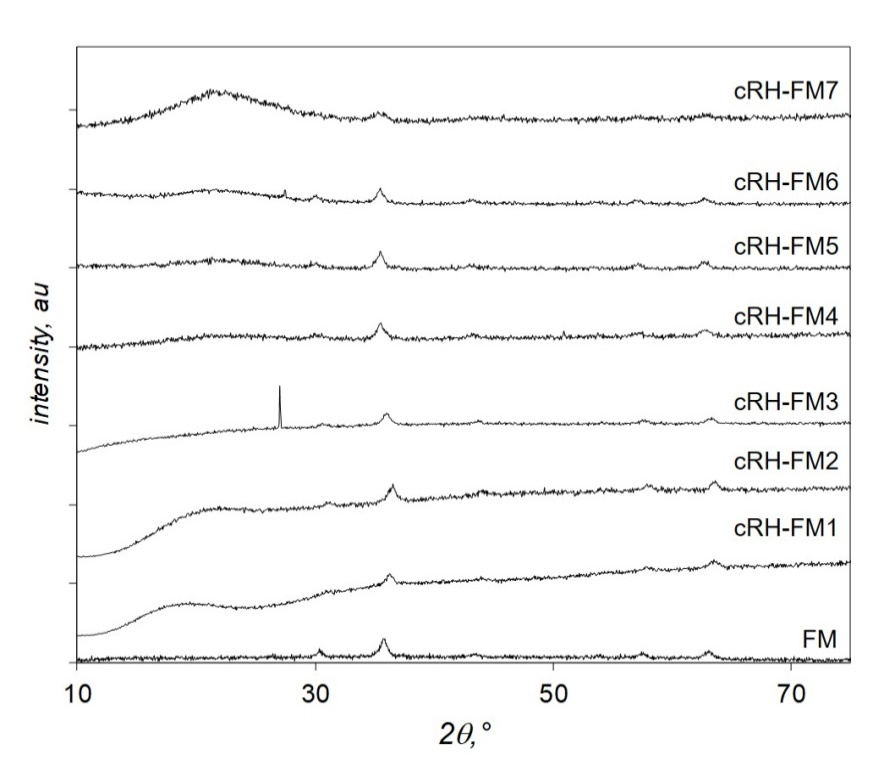 cRH-FM7
cRH-FM6
cRH-FM5
cRH-FM4
cRH-FM3
cRH-FM2
cRH-FM1
FM
intensity, au
10 30 50 70
2θ,°